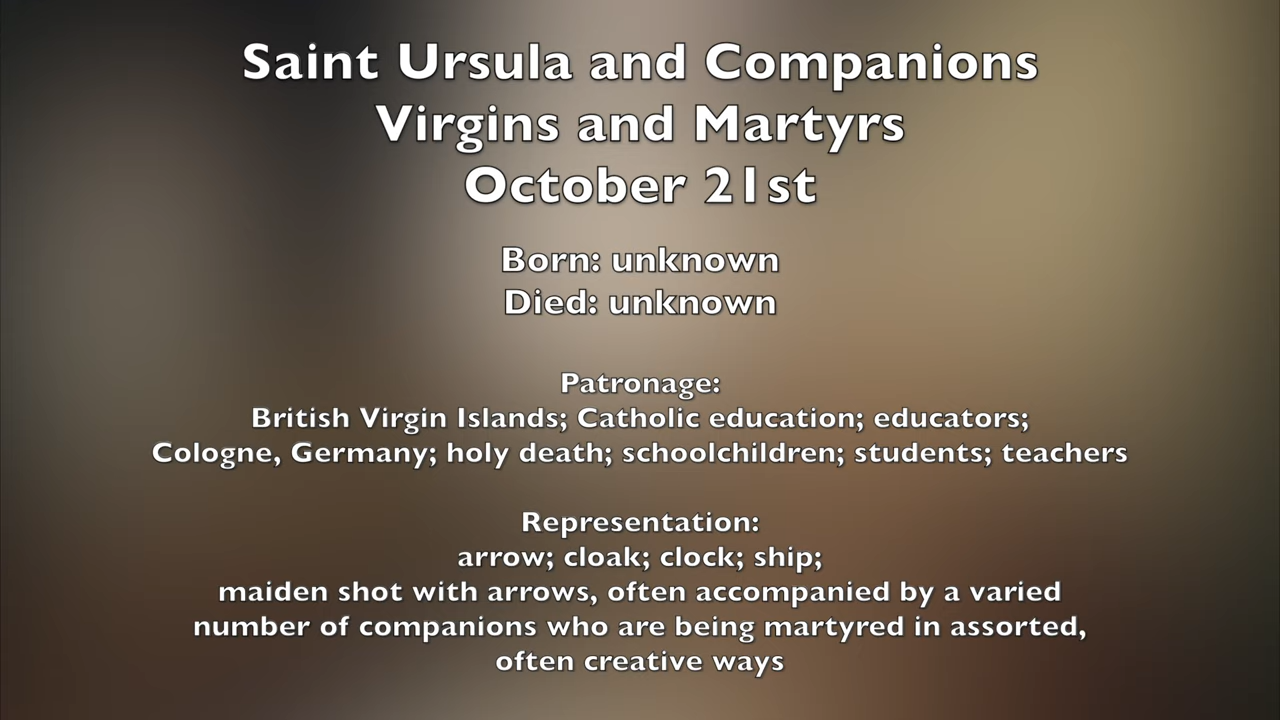 Saint Ursula and Companions
Virgins and Martyrs
October 21st
Born: unknown
Died: unknown
Patronage:
British Virgin Islands; Catholic education; educators;
Cologne, Germany; holy death; schoolchildren; students; teachers
Representation:
arrow; cloak; clock; ship;
maiden shot with arrows, often accompanied by a varied
number of companions who are being martyred in assorted,
often creative ways